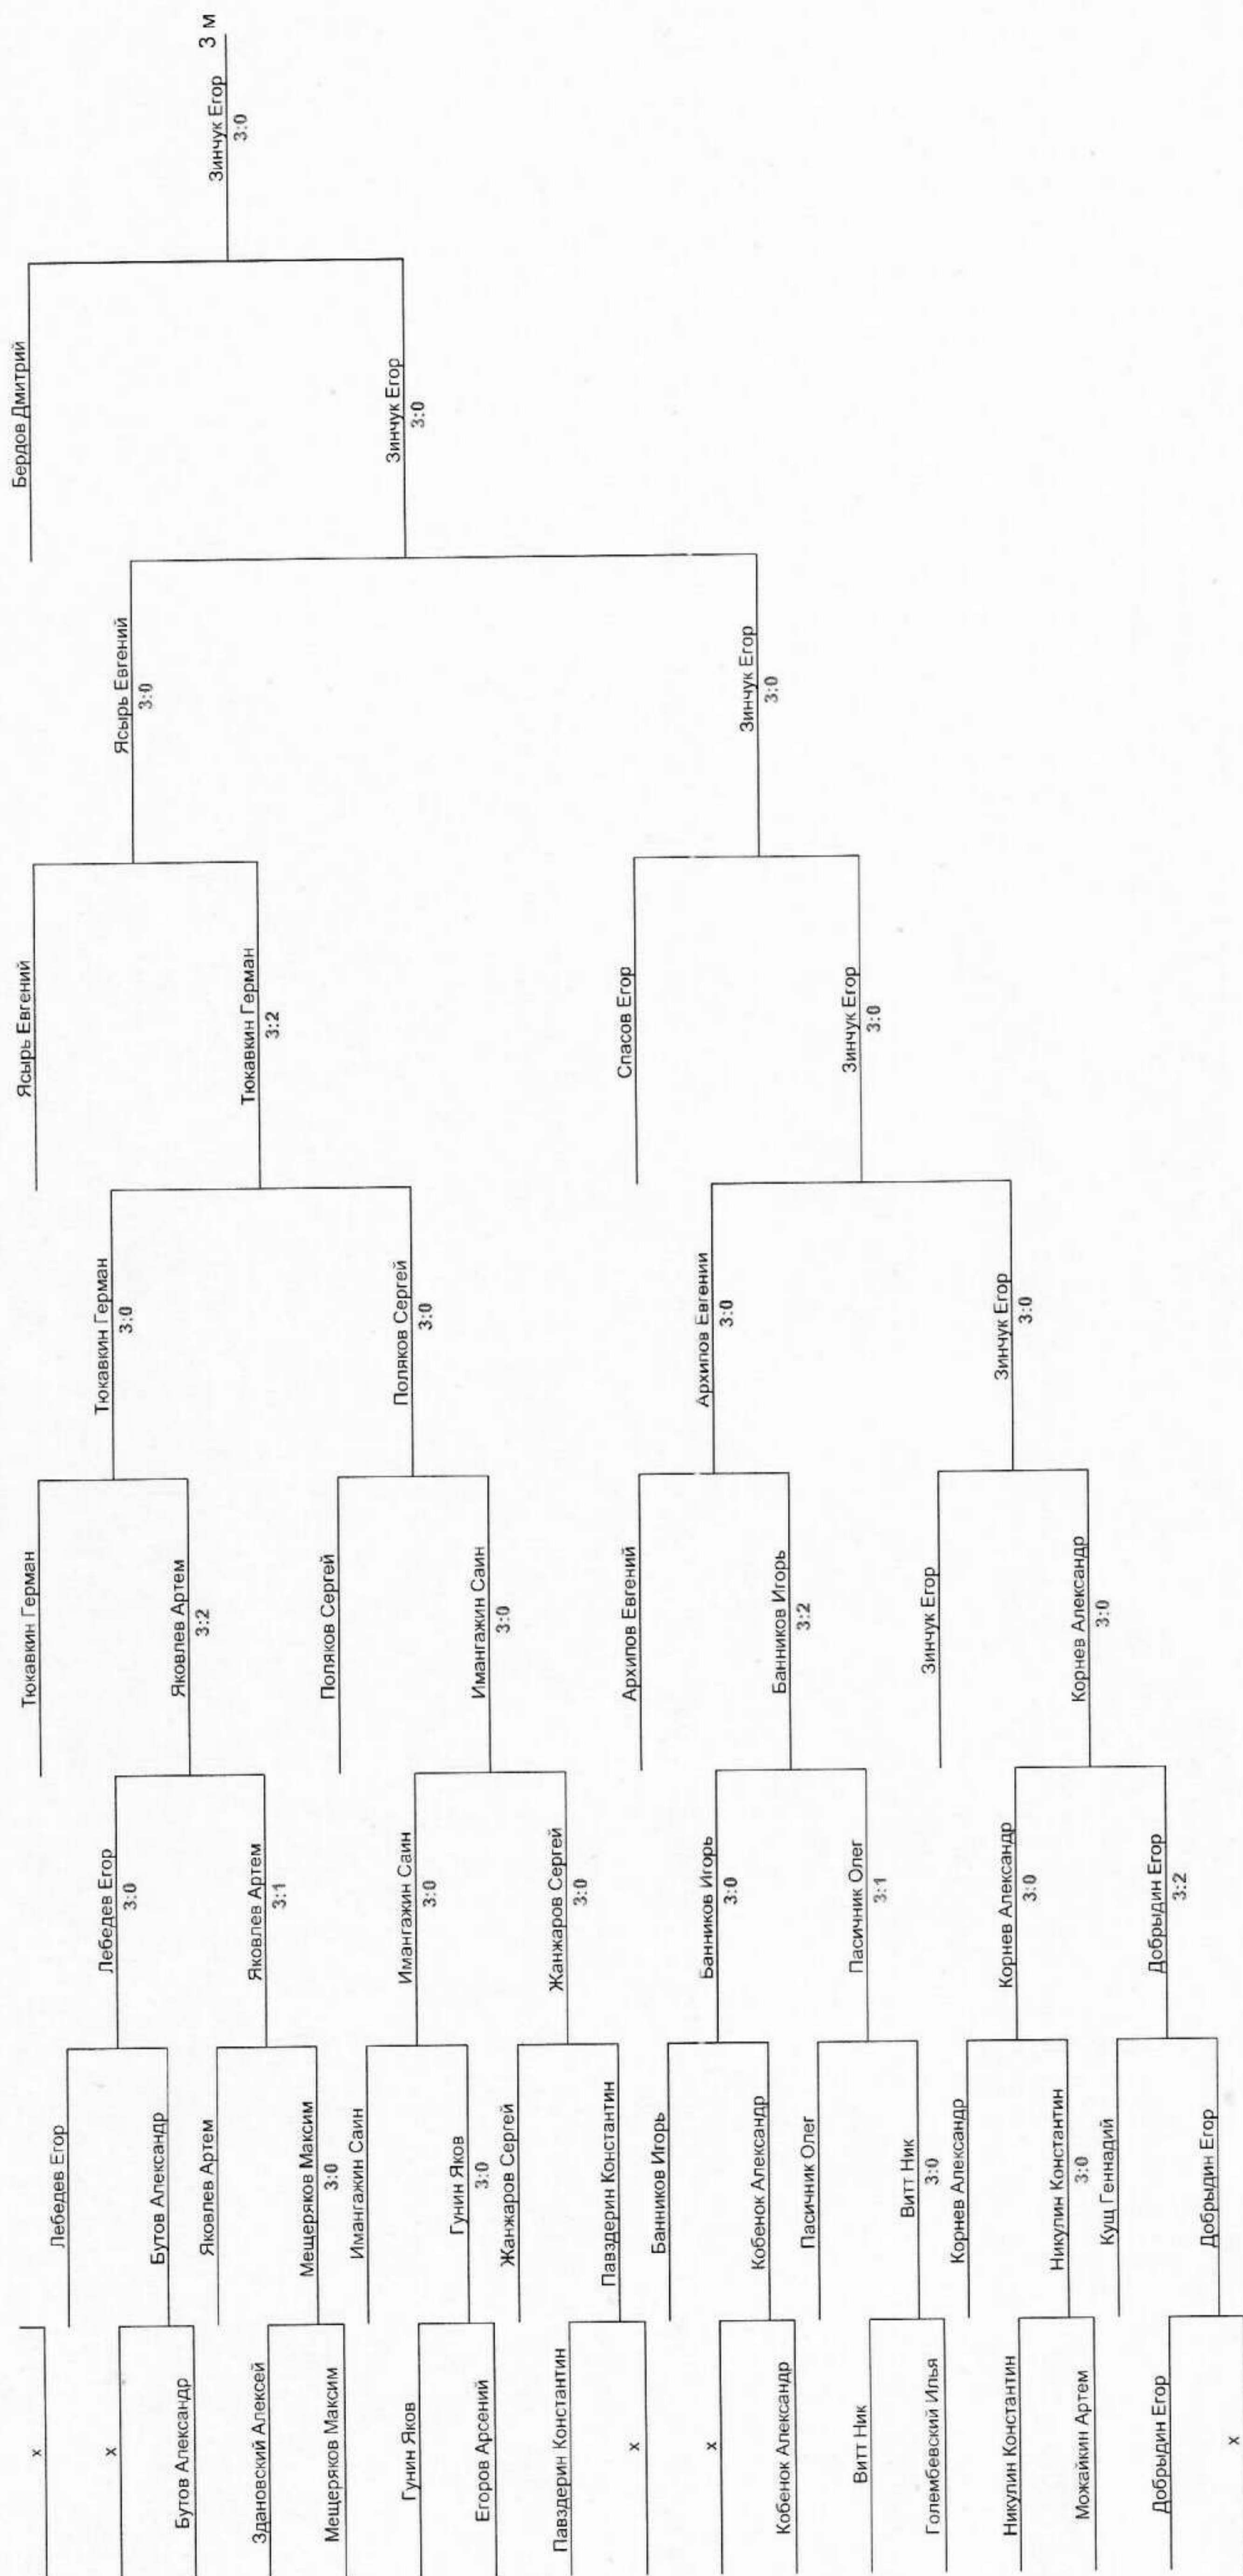 х
х
Бутов Александр
Здановский Алексей
Мещеряков Максим
Гунин Яков
Егоров Арсений
Павздерин Константин
х
х
Кобенок Александр
Витт Ник
Голембевский Илья
Никулин Константин
Можайкин Артем
Добрыдин Егор
х
Лебедев Егор
Бутов Александр
Яковлев Артем
Мещеряков Максим
3:0
Имангажин Саин
Гунин Яков
3:0
Жанжаров Сергей
Павздерин Константин
Банников Игорь
Кобенок Александр
Пасичник Олег
Витт Ник
3:0
Корнев Александр
Никулин Константин
3:0
Кущ Геннадий
Добрыдин Егор
Лебедев Егор
3:0
Яковлев Артем
3:1
Имангажин Саин
3:0
Жанжаров Сергей
3:0
Банников Игорь
3:0
Пасичник Олег
3:1
Корнев Александр
3:0
Добрыдин Егор
3:2
Тюкавкин Герман
Яковлев Артем
3:2
Поляков Сергей
Имангажин Саин
3:0
Архипов Евгений
Банников Игорь
3:2
Зинчук Егор
Корнев Александр
3:0
Тюкавкин Герман
3:0
Поляков Сергей
3:0
Архипов Евгений
3:0
Зинчук Егор
3:0
Ясырь Евгений
Тюкавкин Герман
3:2
Спасов Егор
Зинчук Егор
3:0
Ясырь Евгений
3:0
Зинчук Егор
3:0
Бердов Дмитрий
Зинчук Егор
3:0
Зинчук Егор
3:0
3 м